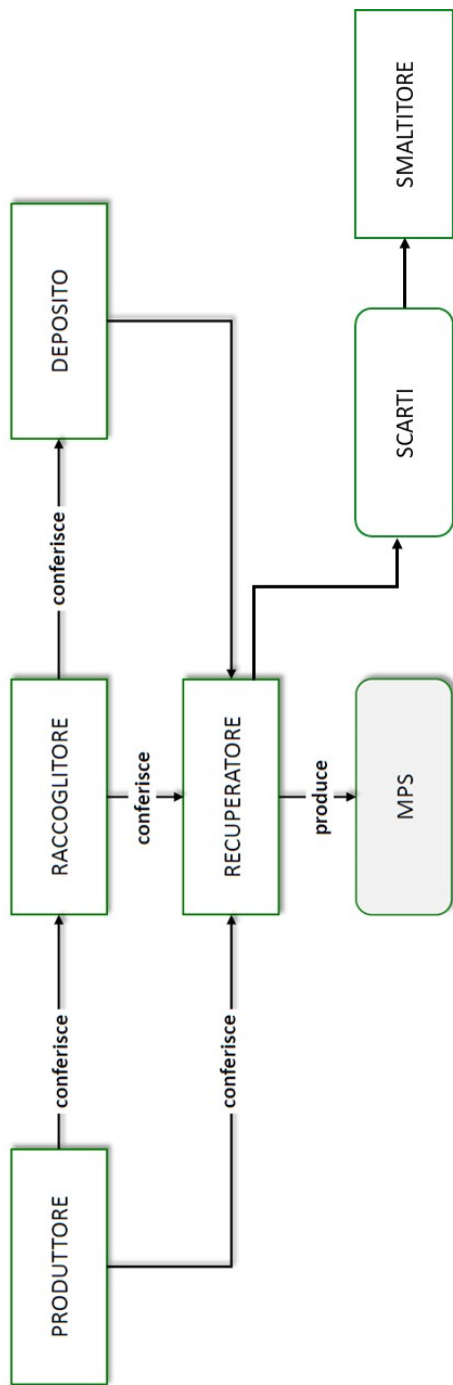 PRODUTTORE
conferisce
RACCOGLITORE
conferisce
DEPOSITO
conferisce
conferisce
RECUPERATORE
produce
MPS
SCARTI
SMALTITORE